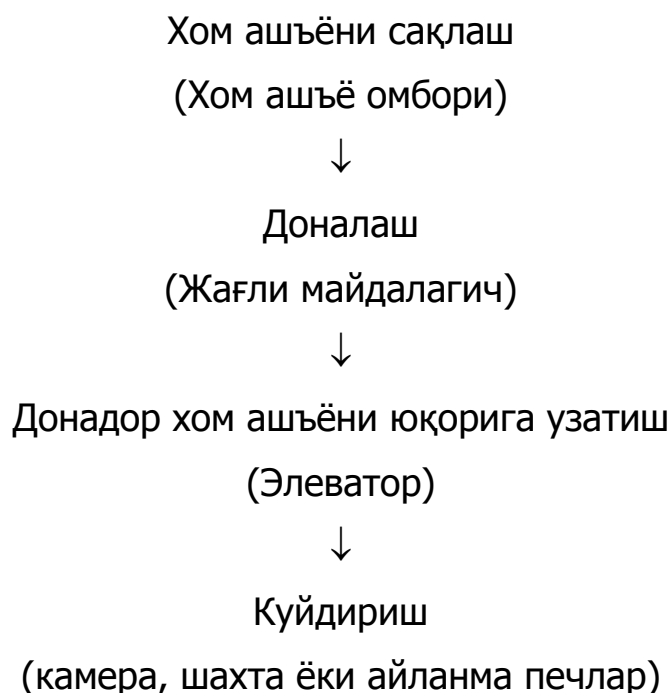 Хом ашъёни сақлаш
(Хом ашъё омбори)
↓
Доналаш
(Жағли майдалагич)
↓
Донадор хом ашъёни юқорига узатиш
(Элеватор)
↓
Куйдириш
(камера, шахта ёки айланма печлар)